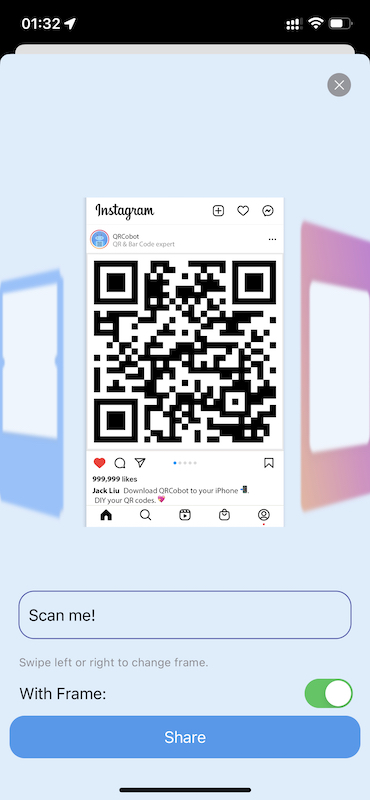 01:32
Instagram
QRCobot
QR & Bar Code expert
999,999 likes
Jack Liu Download QRCobot to your iPhone 📲.
DIY your QR codes. 💘
Scan me!
Swipe left or right to change frame.
With Frame:
Share